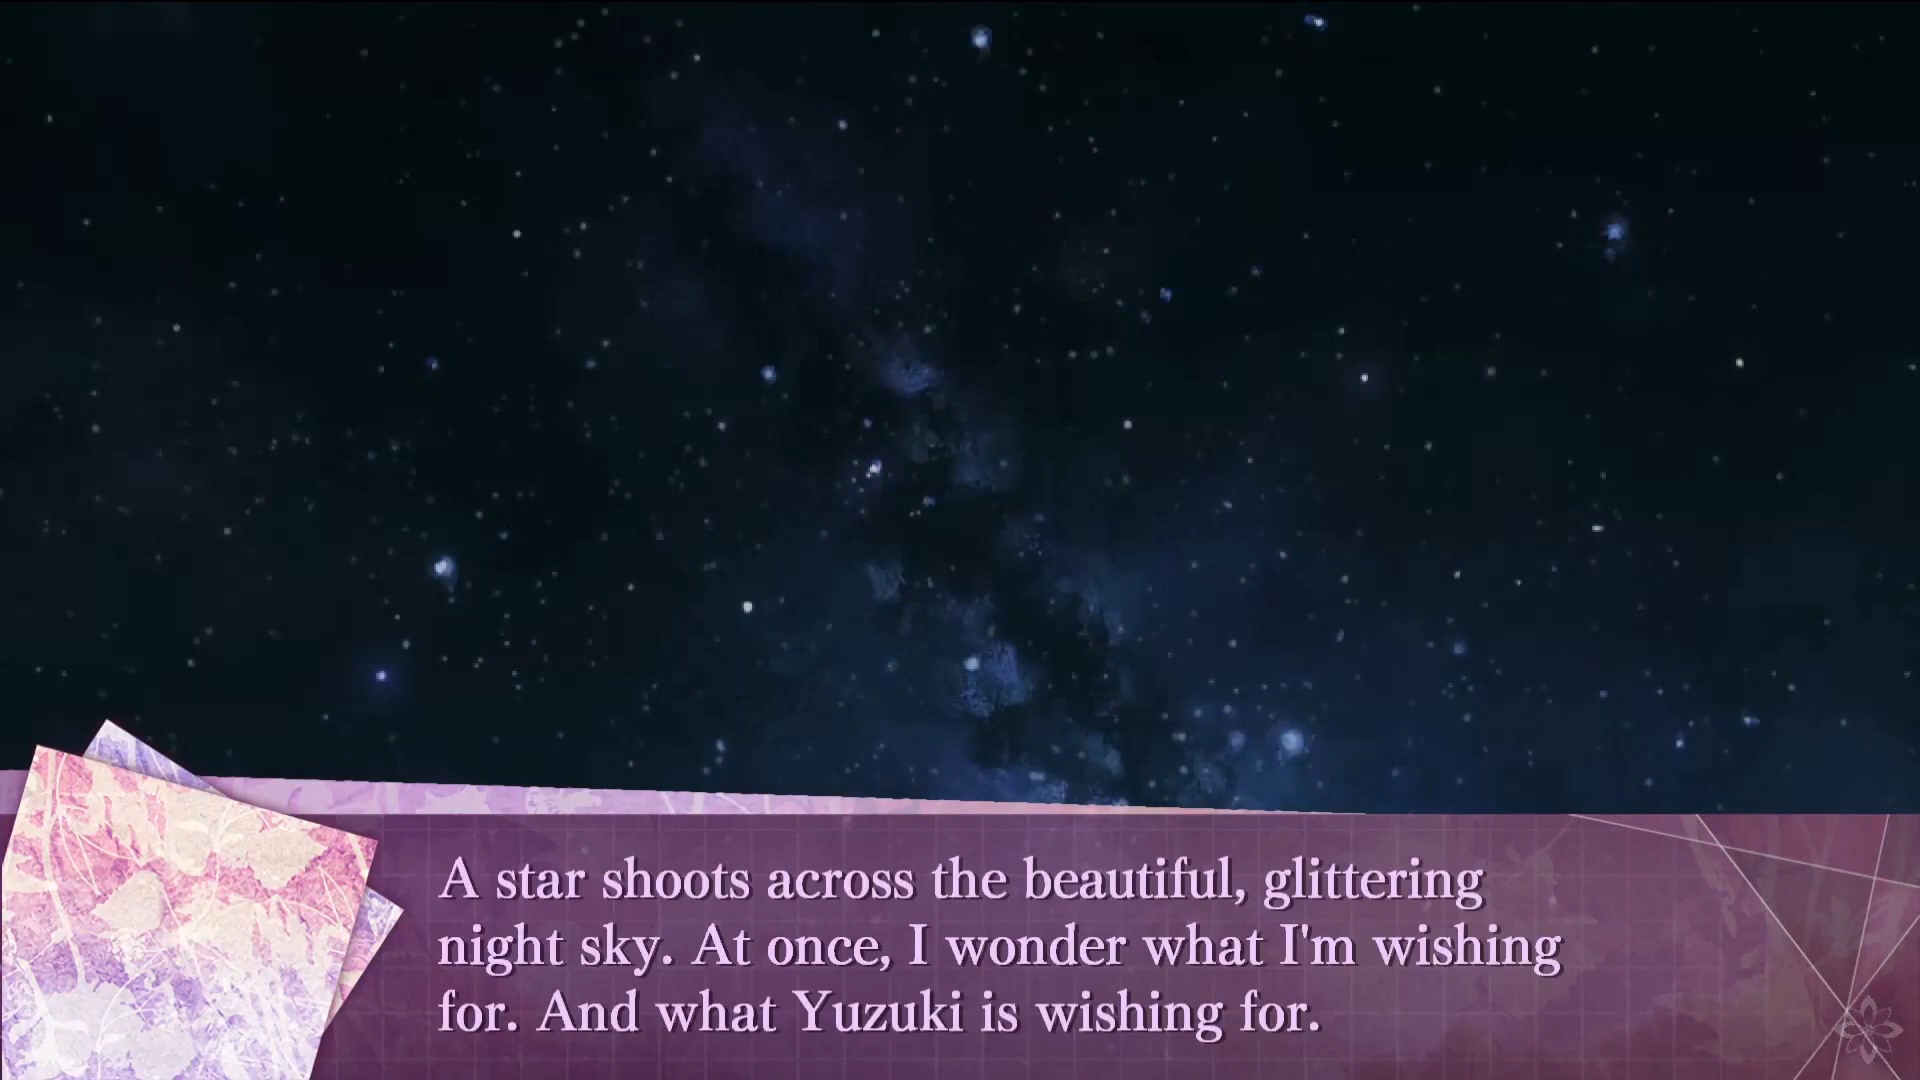 A star shoots across the beautiful, glittering
night sky. At once, I wonder what I'm wishing
for. And what Yuzuki is wishing for.